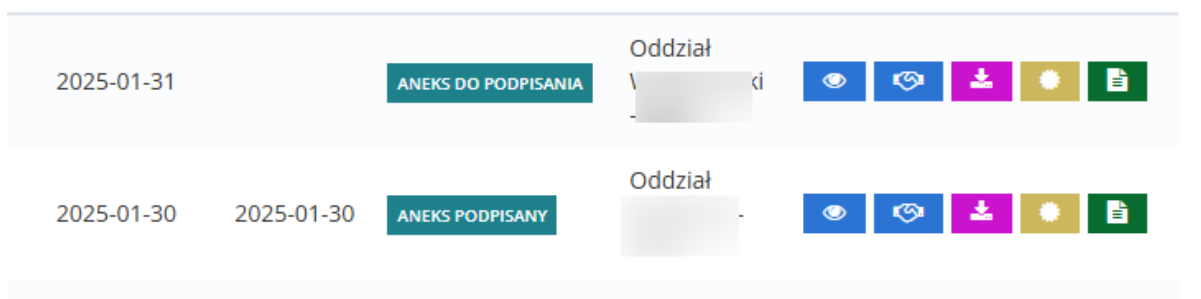 Oddział
2025-01-31 ANEKS DO PODPISANIA
-
Oddział
2025-01-30 2025-01-30 ANEKS PODPISANY -